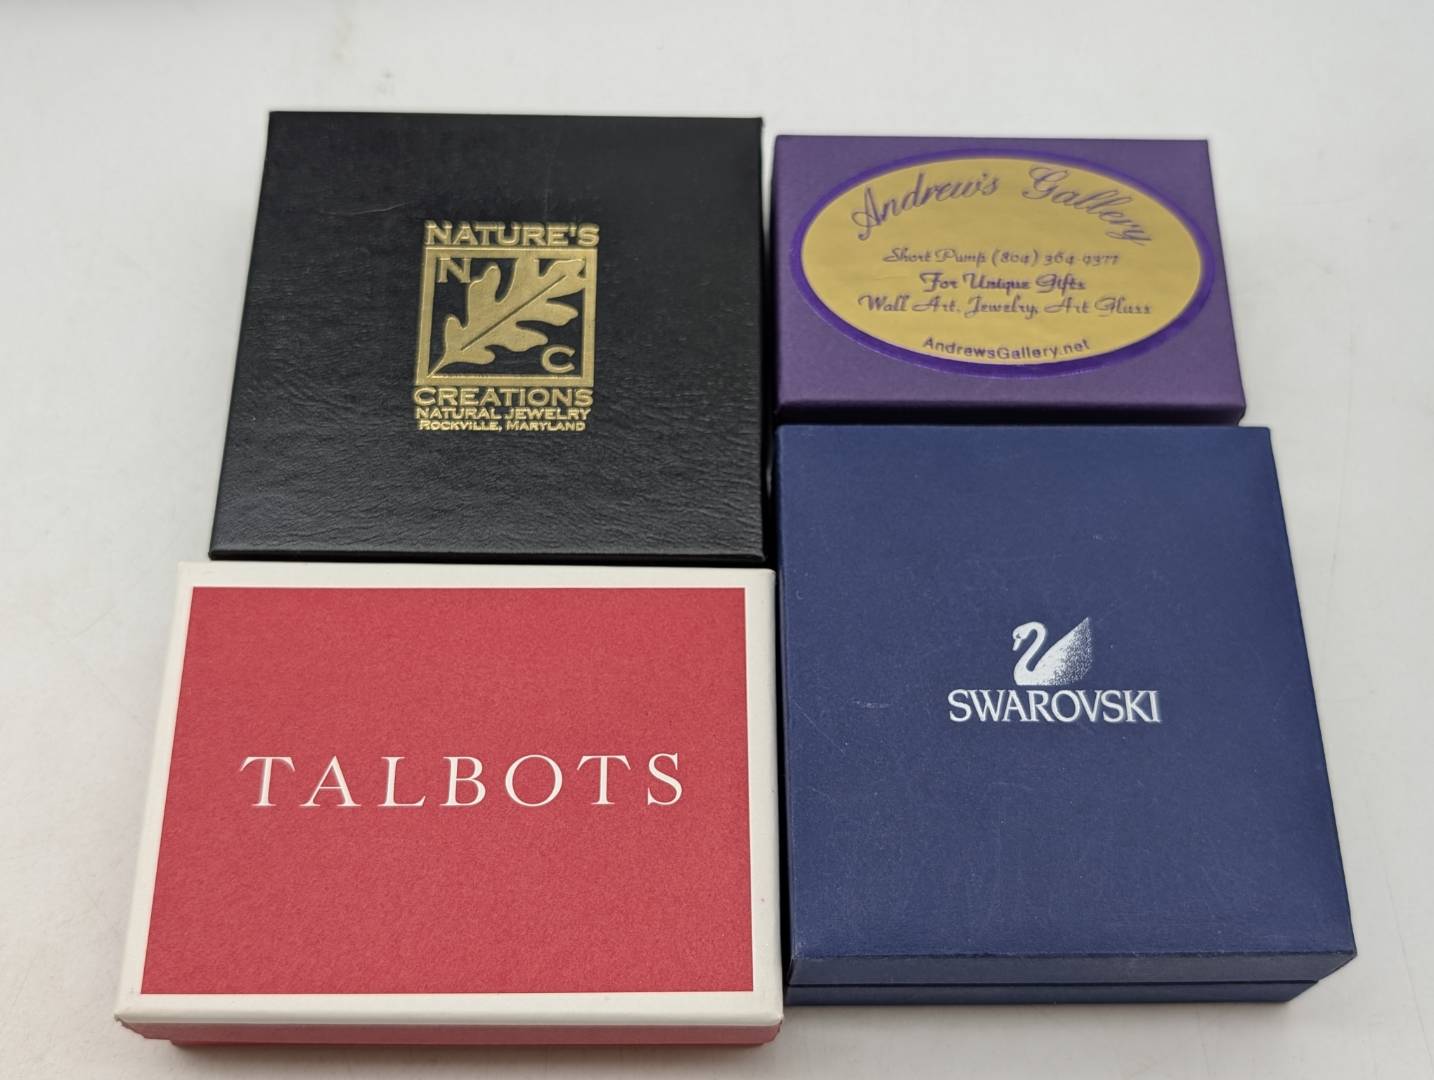 NATURE'S
N
C
CREATIONS
NATURAL JEWELRY
ROCKVILLE, MARYLAND
Andrew's Gallery
Short Pump (804) 364-9377
For Unique Gifts
Wall Art, Jewelry, Art Glass
AndrewsGallery.net
TALBOTS
SWAROVSKI